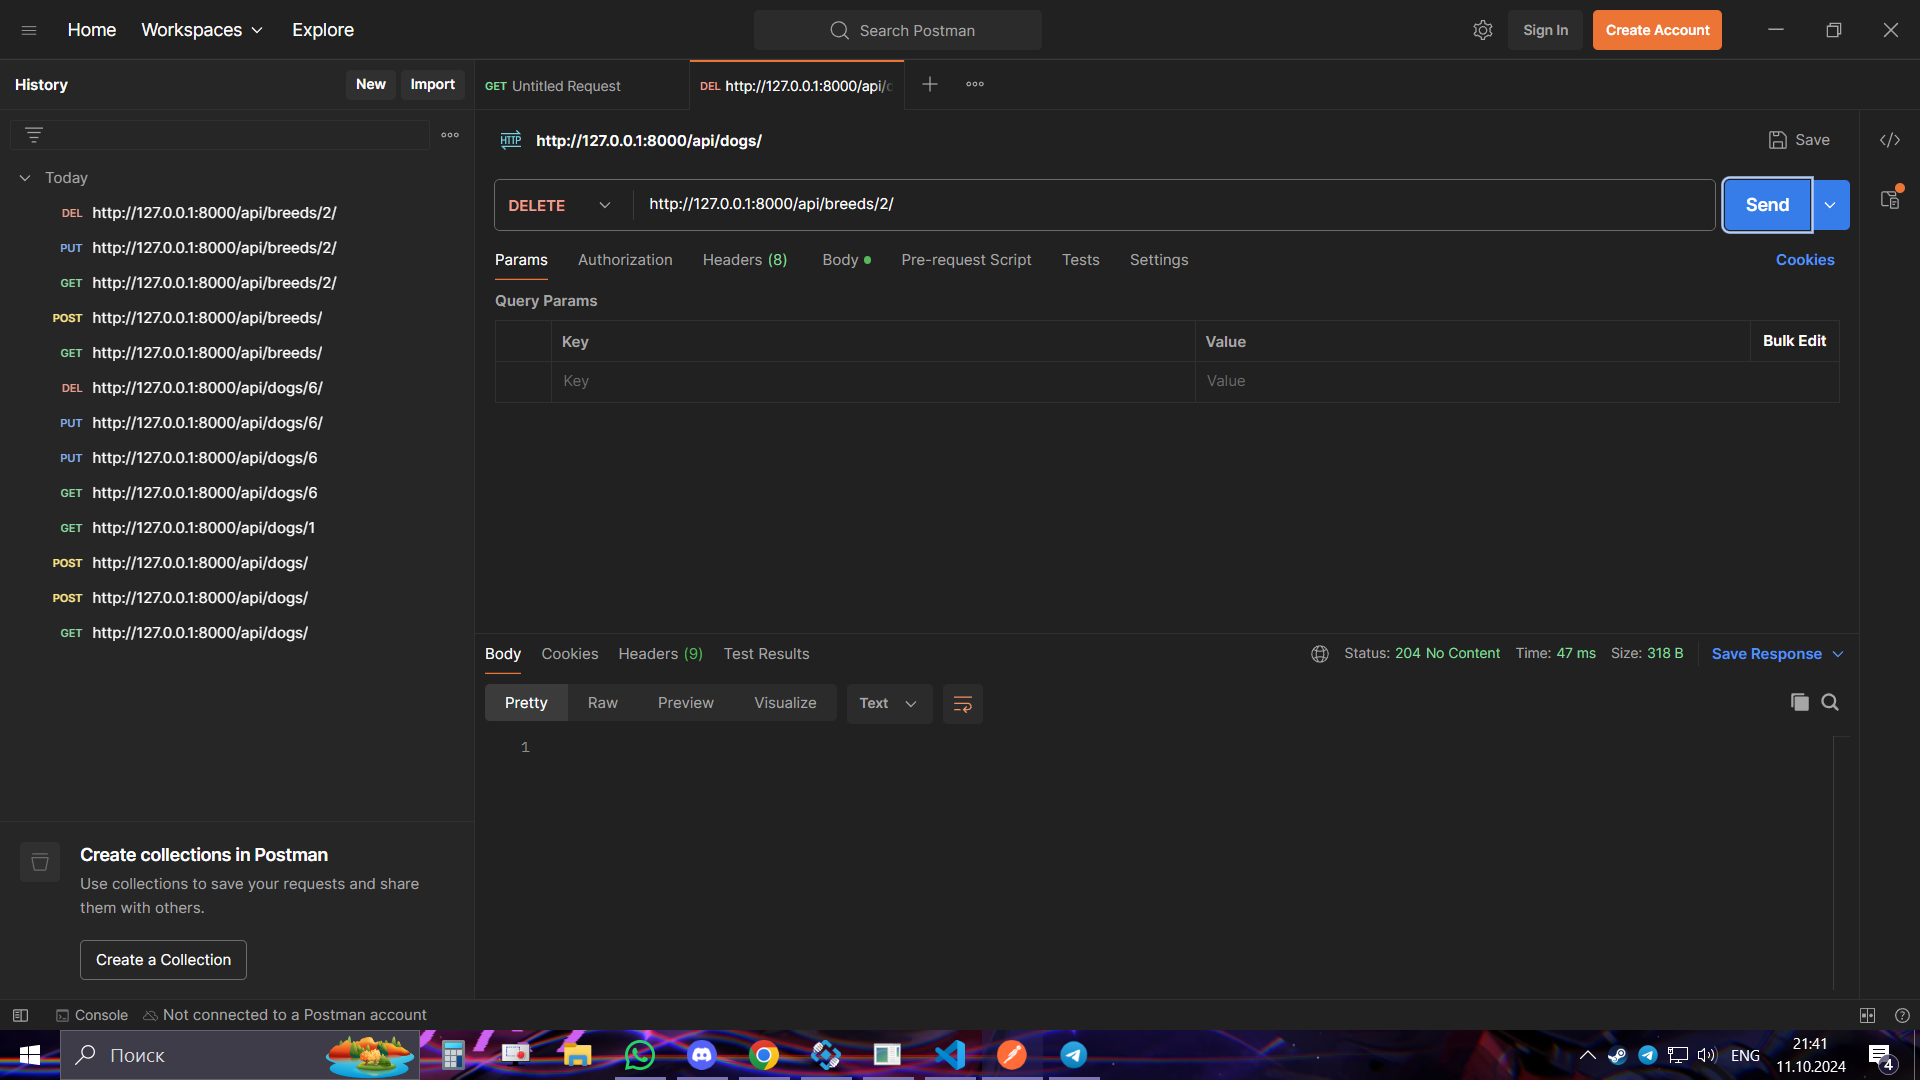 Home Workspaces Explore Search Postman Sign In Create Account
History New Import GET Untitled Request DEL http://127.0.0.1:8000/api/d
HTTP http://127.0.0.1:8000/api/dogs/ Save
Today
DEL http://127.0.0.1:8000/api/breeds/2/
PUT http://127.0.0.1:8000/api/breeds/2/
GET http://127.0.0.1:8000/api/breeds/2/
POST http://127.0.0.1:8000/api/breeds/
GET http://127.0.0.1:8000/api/breeds/
DEL http://127.0.0.1:8000/api/dogs/6/
PUT http://127.0.0.1:8000/api/dogs/6/
PUT http://127.0.0.1:8000/api/dogs/6
GET http://127.0.0.1:8000/api/dogs/6
GET http://127.0.0.1:8000/api/dogs/1
POST http://127.0.0.1:8000/api/dogs/
POST http://127.0.0.1:8000/api/dogs/
GET http://127.0.0.1:8000/api/dogs/
DELETE http://127.0.0.1:8000/api/breeds/2/ Send
Params Authorization Headers (8) Body Pre-request Script Tests Settings Cookies
Query Params
Key Value Bulk Edit
Key Value
Body Cookies Headers (9) Test Results Status: 204 No Content Time: 47 ms Size: 318 B Save Response
Pretty Raw Preview Visualize Text
1
Create collections in Postman
Use collections to save your requests and share
them with others.
Create a Collection
Console Not connected to a Postman account
Поиск ENG 21:41
11.10.2024 4